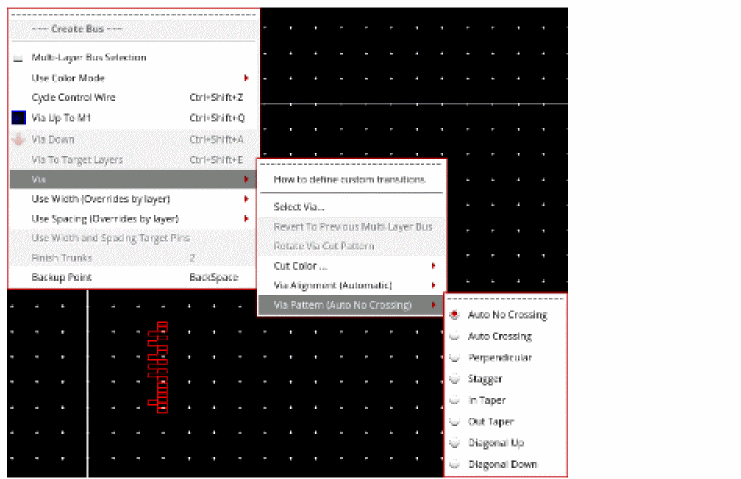 --- Create Bus ---
Multi-Layer Bus Selection
Use Color Mode
Cycle Control Wire Ctrl+Shift+Z
Via Up To M1 Ctrl+Shift+Q
Via Down Ctrl+Shift+A
Via To Target Layers Ctrl+Shift+E
Via
Use Width (Overrides by layer)
Use Spacing (Overrides by layer)
Use Width and Spacing Target Pins
Finish Trunks 2
Backup Point BackSpace
How to define custom transitions
Select Via...
Revert To Previous Multi-Layer Bus
Rotate Via Cut Pattern
Cut Color ...
Via Alignment (Automatic)
Via Pattern (Auto No Crossing)
Auto No Crossing
Auto Crossing
Perpendicular
Stagger
In Taper
Out Taper
Diagonal Up
Diagonal Down